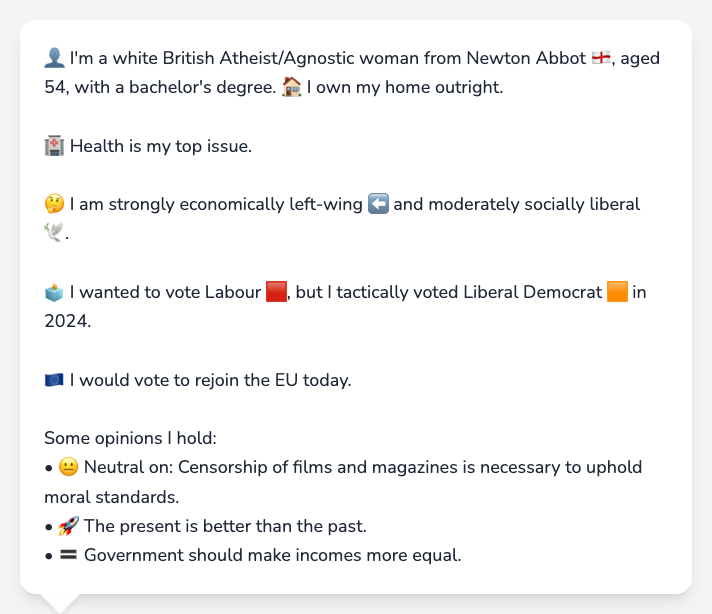 👤 I'm a white British Atheist/Agnostic woman from Newton Abbot 🏴󠁧󠁢󠁥󠁮󠁧󠁿, aged
54, with a bachelor's degree. 🏠 I own my home outright.
🏥 Health is my top issue.
🤔 I am strongly economically left-wing ⬅️ and moderately socially liberal
🕊️.
🗳️ I wanted to vote Labour 🟥, but I tactically voted Liberal Democrat 🟧 in
2024.
🇪🇺 I would vote to rejoin the EU today.
Some opinions I hold:
• 😐 Neutral on: Censorship of films and magazines is necessary to uphold
moral standards.
• 🚀 The present is better than the past.
• 🟰 Government should make incomes more equal.